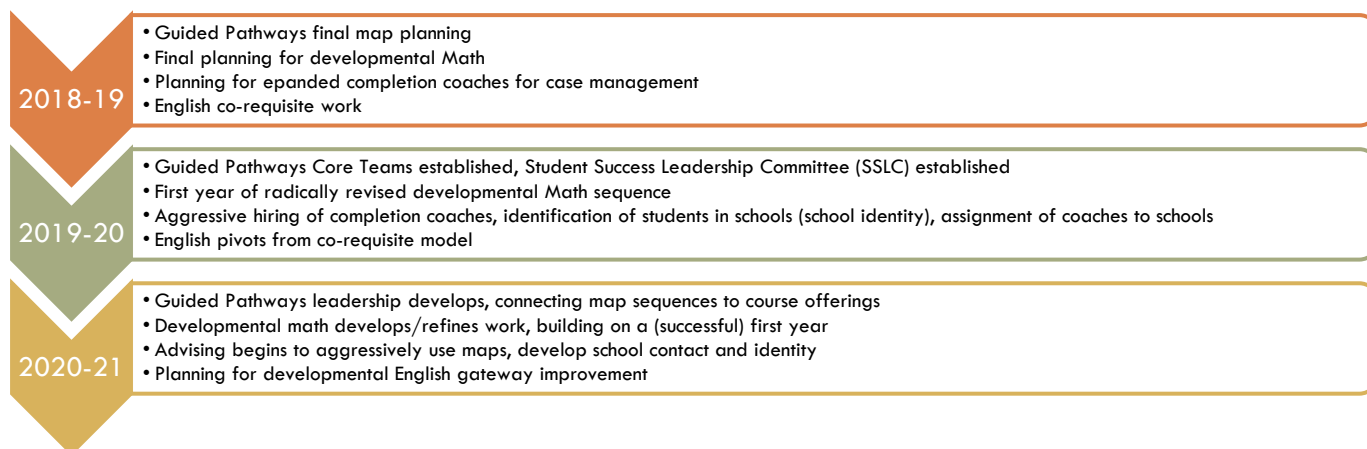 2018-19
• Guided Pathways final map planning
• Final planning for developmental Math
• Planning for epanded completion coaches for case management
• English co-requisite work
2019-20
• Guided Pathways Core Teams established, Student Success Leadership Committee (SSLC) established
• First year of radically revised developmental Math sequence
• Aggressive hiring of completion coaches, identification of students in schools (school identity), assignment of coaches to schools
• English pivots from co-requisite model
2020-21
• Guided Pathways leadership develops, connecting map sequences to course offerings
• Developmental math develops/refines work, building on a (successful) first year
• Advising begins to aggressively use maps, develop school contact and identity
• Planning for developmental English gateway improvement